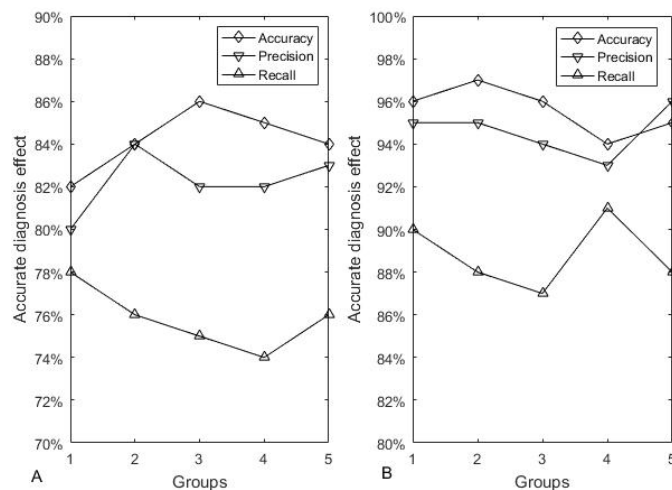 Accurate diagnosis effect
90%
88%
86%
84%
82%
80%
78%
76%
74%
72%
70%
Accuracy
Precision
Recall
1 2 3 4 5
A
Groups
Accurate diagnosis effect
100%
98%
96%
94%
92%
90%
88%
86%
84%
82%
80%
Accuracy
Precision
Recall
1 2 3 4 5
B
Groups